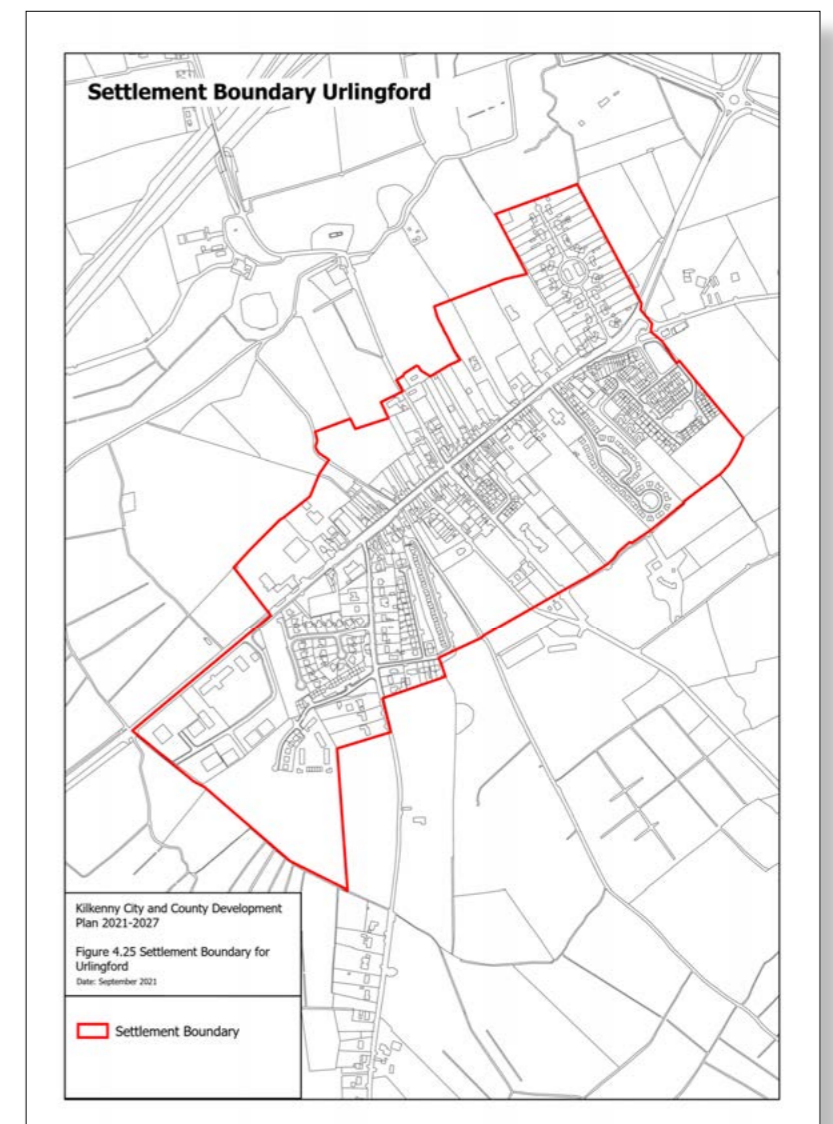 Settlement Boundary Urlingford
Kilkenny City and County Development
Plan 2021-2027
Figure 4.25 Settlement Boundary for
Urlingford
Date: September 2021
Settlement Boundary